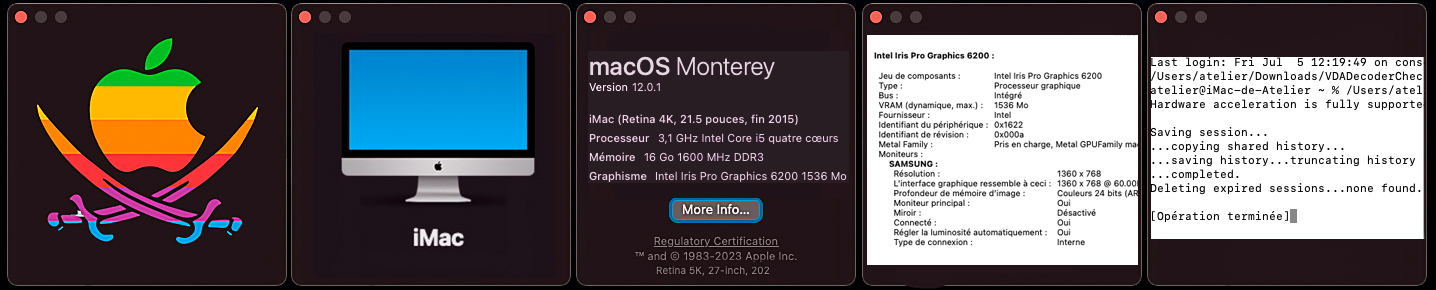 iMac
macOS Monterey
Version 12.0.1
iMac (Retina 4K, 21.5 pouces, fin 2015)
Processeur 3,1 GHz Intel Core i5 quatre cœurs
Mémoire 16 Go 1600 MHz DDR3
Graphisme Intel Iris Pro Graphics 6200 1536 Mo
More Info...
Regulatory Certification
™ and © 1983-2023 Apple Inc.
Retina 5K, 27-inch, 202
Intel Iris Pro Graphics 6200 :
Jeu de composants : Intel Iris Pro Graphics 6200
Type : Processeur graphique
Bus : Intégré
VRAM (dynamique, max.) : 1536 Mo
Fournisseur : Intel
Identifiant du périphérique : 0x1622
Identifiant de révision : 0x000a
Metal Family : Pris en charge, Metal GPUFamily mac
Moniteurs :
SAMSUNG :
Résolution : 1360 x 768
L'interface graphique ressemble à ceci : 1360 x 768 @ 60.00
Profondeur de mémoire d'image : Couleurs 24 bits (AR
Moniteur principal : Oui
Miroir : Désactivé
Connecté : Oui
Régler la luminosité automatiquement : Oui
Type de connexion : Interne
Last login: Fri Jul  5 12:19:49 on cons
/Users/atelier/Downloads/VDADecoderChec
atelier@iMac-de-Atelier ~ % /Users/atel
Hardware acceleration is fully supporte
Saving session...
...copying shared history...
...saving history...truncating history
...completed.
Deleting expired sessions...none found.
[Opération terminée]